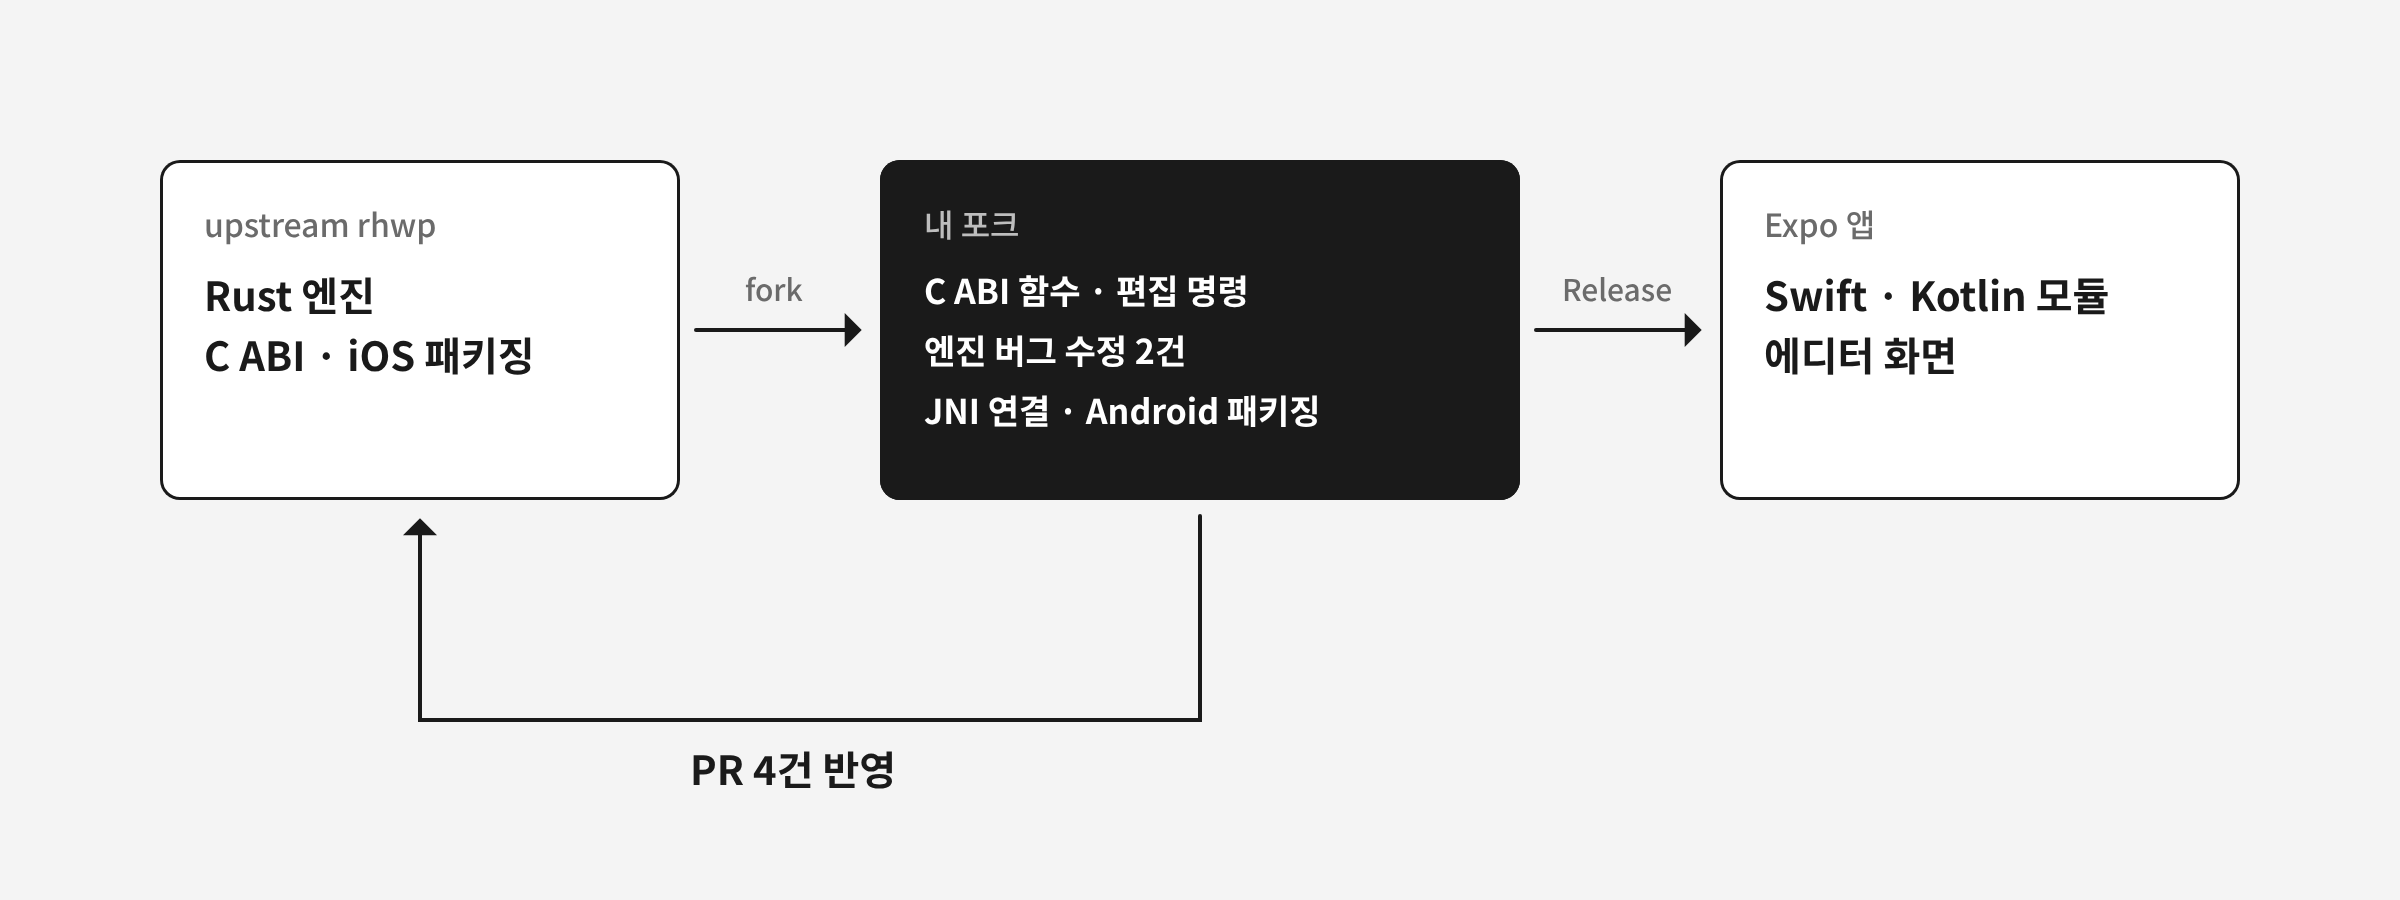 upstream rhwp
Rust 엔진
C ABI · iOS 패키징
fork
내 포크
C ABI 함수 · 편집 명령
엔진 버그 수정 2건
JNI 연결 · Android 패키징
Release
Expo 앱
Swift · Kotlin 모듈
에디터 화면
PR 4건 반영